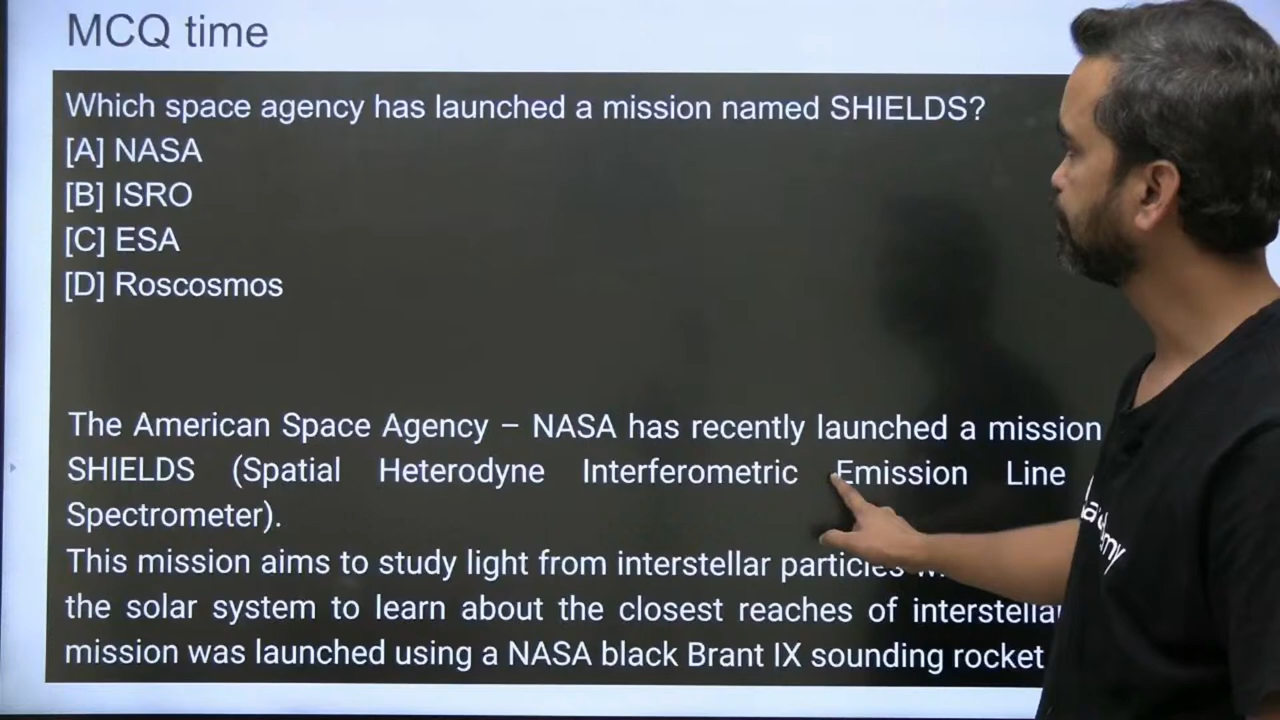 MCQ time
Which space agency has launched a mission named SHIELDS?
[A] NASA
[B] ISRO
[C] ESA
[D] Roscosmos
The American Space Agency – NASA has recently launched a mission
SHIELDS (Spatial Heterodyne Interferometric Emission Line
Spectrometer).
This mission aims to study light from interstellar particles
the solar system to learn about the closest reaches of interstellar
mission was launched using a NASA black Brant IX sounding rocket